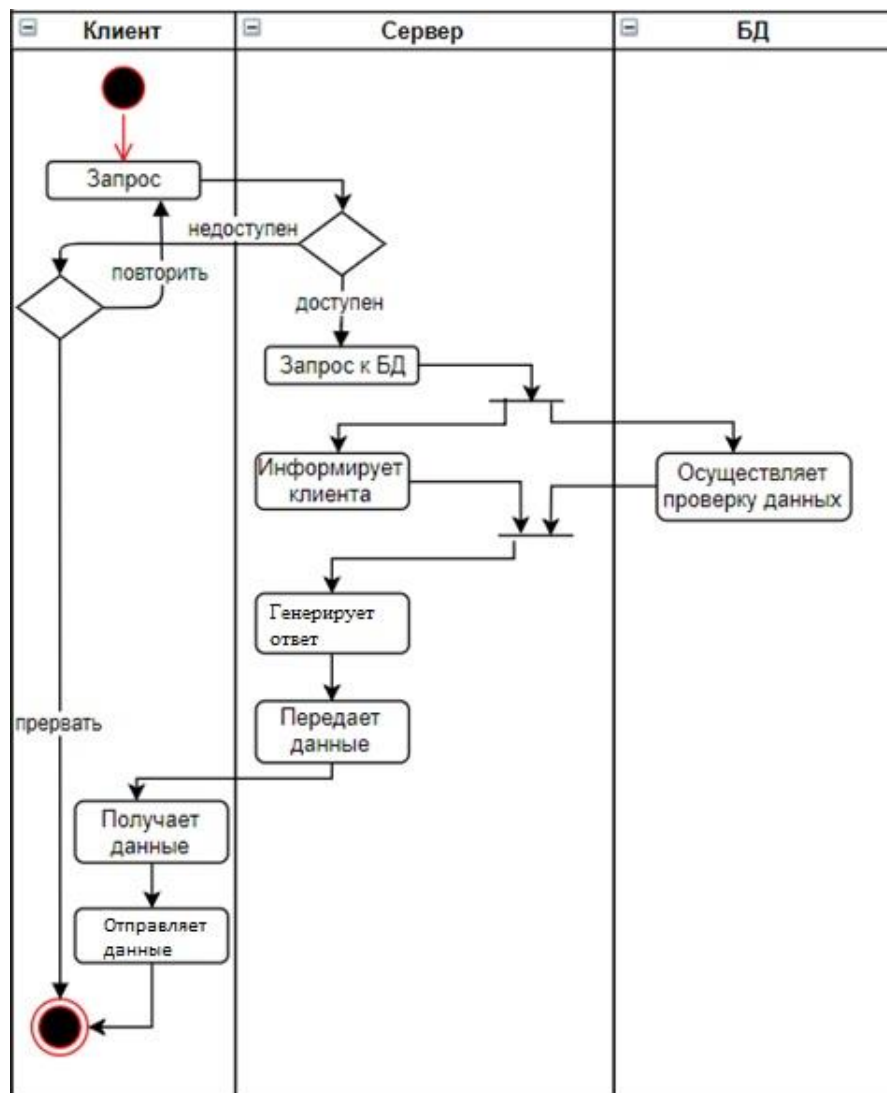 Клиент
Сервер
БД
Запрос
недоступен
повторить
доступен
Запрос к БД
Информирует
клиента
Осуществляет
проверку данных
Генерирует
ответ
Передает
данные
прервать
Получает
данные
Отправляет
данные